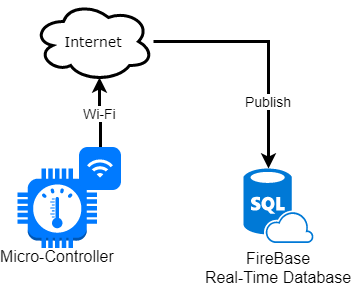 Internet
Wi-Fi
Publish
SQL
Micro-Controller
FireBase
Real-Time Database